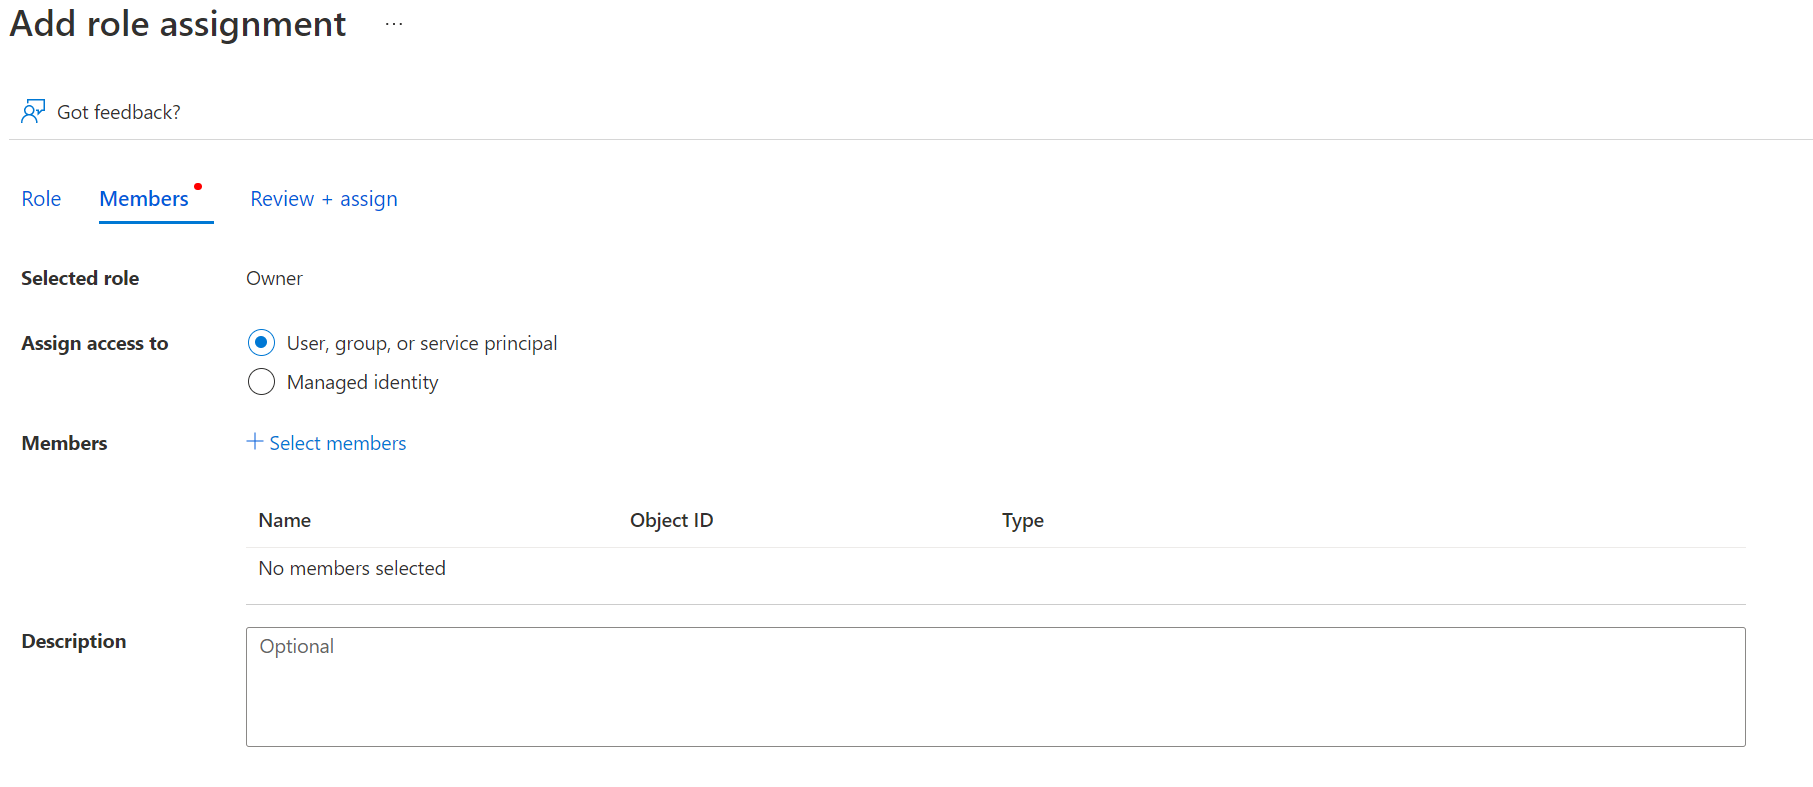 Add role assignment ...
Got feedback?
Role Members Review + assign
Selected role Owner
Assign access to User, group, or service principal
Managed identity
Members + Select members
Name Object ID Type
No members selected
Description Optional